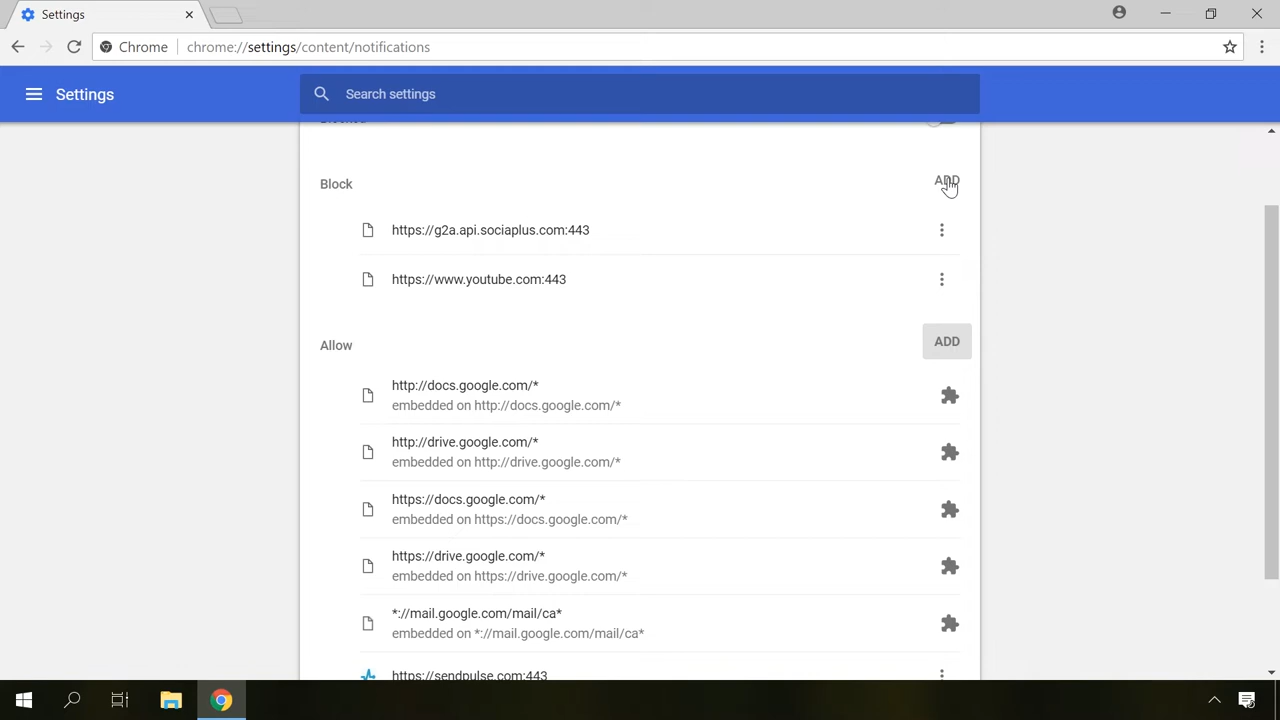 Settings
Chrome
chrome://settings/content/notifications
Settings
Search settings
Blocked
Block
ADD
https://g2a.api.sociaplus.com:443
https://www.youtube.com:443
Allow
ADD
http://docs.google.com/*
embedded on http://docs.google.com/*
http://drive.google.com/*
embedded on http://drive.google.com/*
https://docs.google.com/*
embedded on https://docs.google.com/*
https://drive.google.com/*
embedded on https://drive.google.com/*
*://mail.google.com/mail/ca*
embedded on *://mail.google.com/mail/ca*
https://sendpulse.com:443